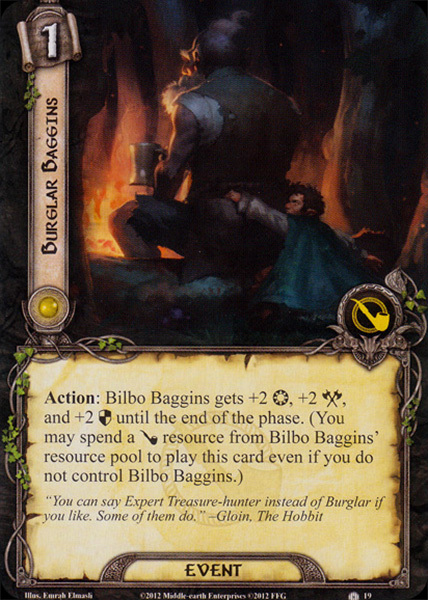 1
BURGLAR BAGGINS
Action: Bilbo Baggins gets +2 , +2 ,
and +2 until the end of the phase. (You
may spend a resource from Bilbo Baggins’
resource pool to play this card even if you do
not control Bilbo Baggins.)
“You can say Expert Treasure-hunter instead of Burglar if
you like. Some of them do.” –Gloin, The Hobbit
EVENT
Illus. Emrah Elmasli ©2012 Middle-earth Enterprises ©2012 FFG 19